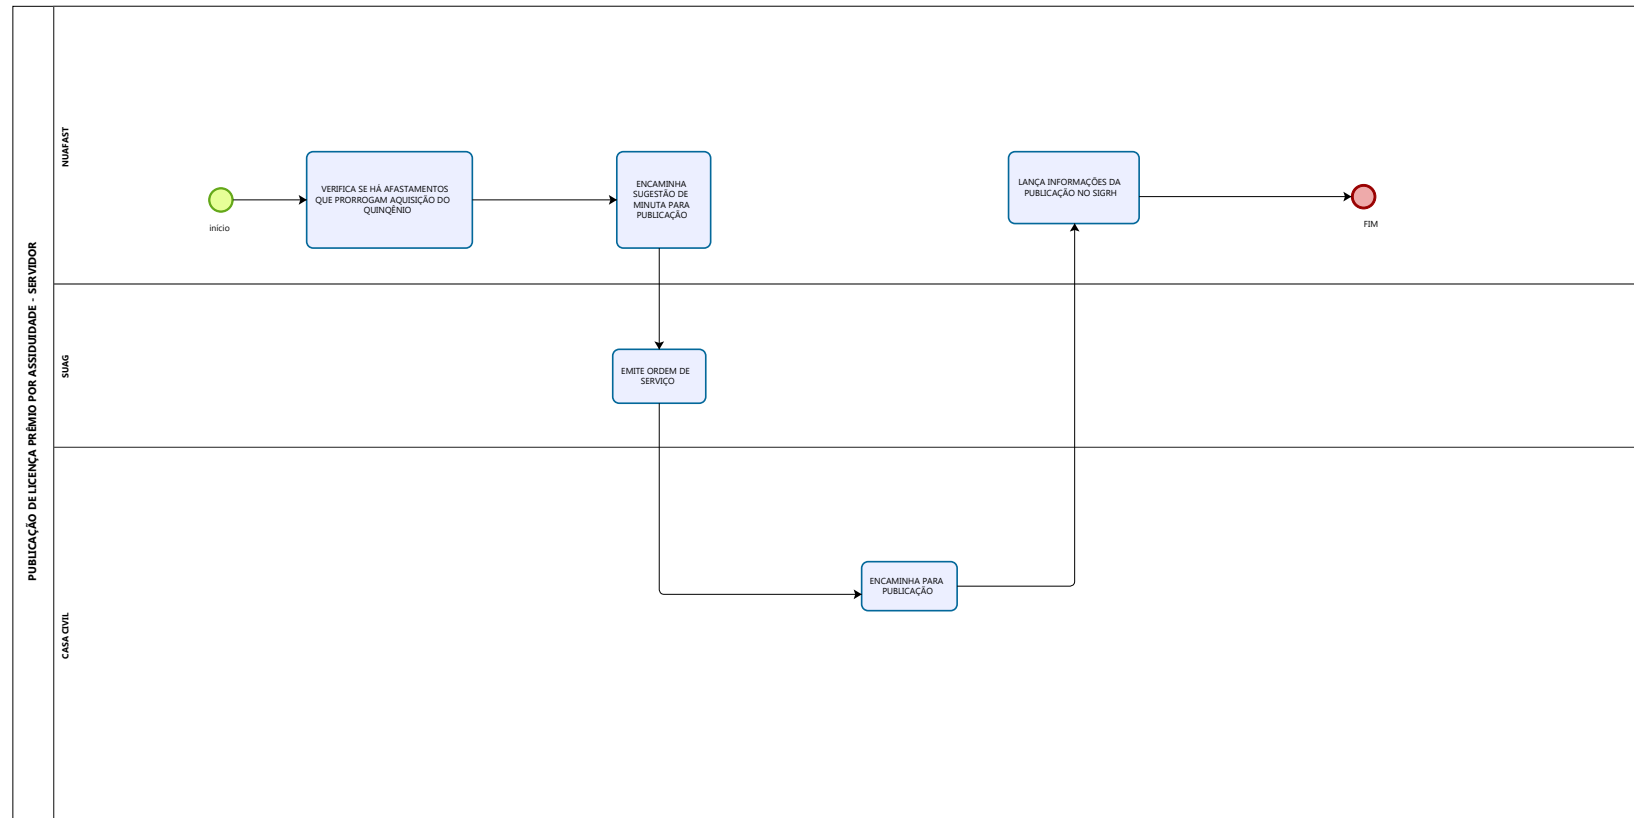 PUBLICAÇÃO DE LICENÇA PRÊMIO POR ASSIDUIDADE - SERVIDOR
NUAFAST
início
VERIFICA SE HÁ AFASTAMENTOS
QUE PRORROGAM AQUISIÇÃO DO
QUINQÊNIO
ENCAMINHA
SUGESTÃO DE
MINUTA PARA
PUBLICAÇÃO
LANÇA INFORMAÇÕES DA
PUBLICAÇÃO NO SIGRH
FIM
SUAG
EMITE ORDEM DE
SERVIÇO
CASA CIVIL
ENCAMINHA PARA
PUBLICAÇÃO